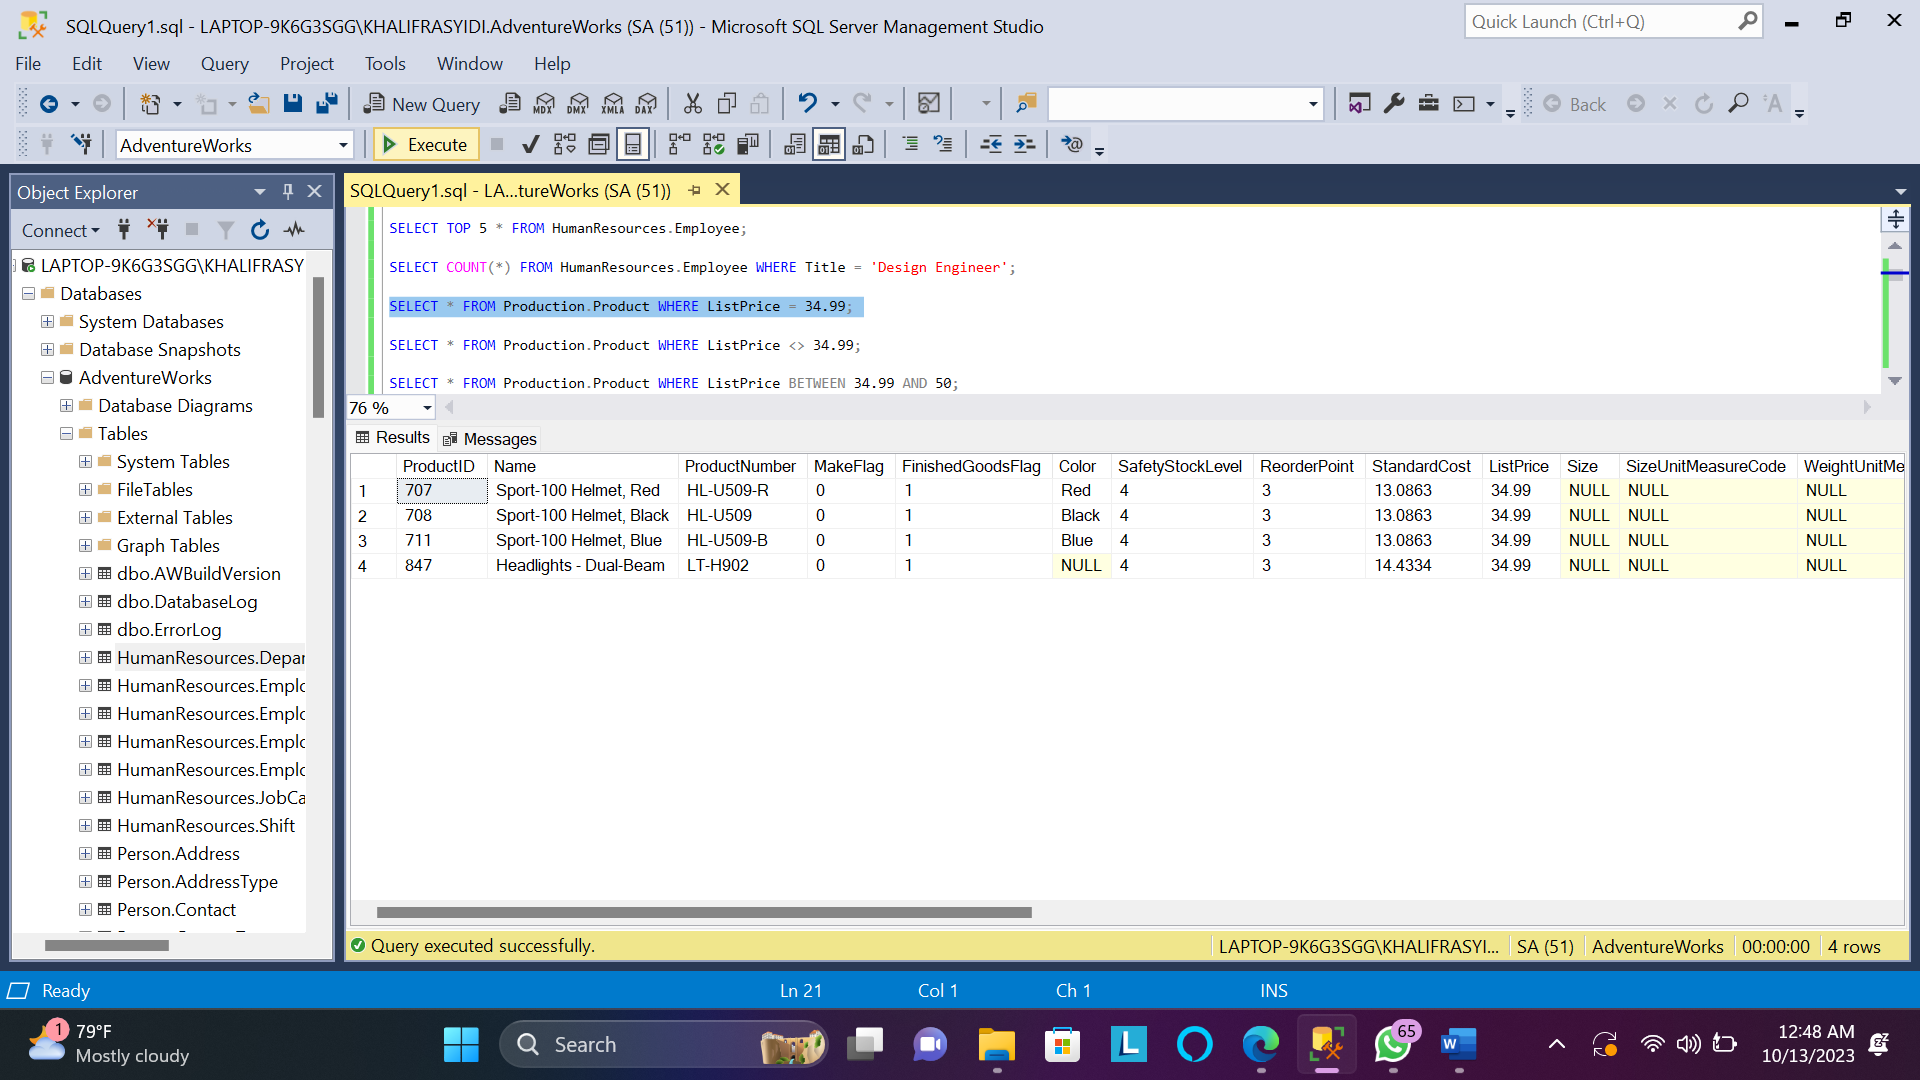 SQLQuery1.sql - LAPTOP-9K6G3SGG\KHALIFRASYIDI.AdventureWorks (SA (51)) - Microsoft SQL Server Management Studio
Quick Launch (Ctrl+Q)
File Edit View Query Project Tools Window Help
New Query MDX DMX XMLA DAX Back
AdventureWorks Execute
Object Explorer
Connect
LAPTOP-9K6G3SGG\KHALIFRASY
Databases
System Databases
Database Snapshots
AdventureWorks
Database Diagrams
Tables
System Tables
FileTables
External Tables
Graph Tables
dbo.AWBuildVersion
dbo.DatabaseLog
dbo.ErrorLog
HumanResources.Depar
HumanResources.Emplo
HumanResources.Emplo
HumanResources.Emplo
HumanResources.Emplo
HumanResources.JobCa
HumanResources.Shift
Person.Address
Person.AddressType
Person.Contact
SQLQuery1.sql - LA...tureWorks (SA (51))
SELECT TOP 5 * FROM HumanResources.Employee;
SELECT COUNT(*) FROM HumanResources.Employee WHERE Title = 'Design Engineer';
SELECT * FROM Production.Product WHERE ListPrice = 34.99;
SELECT * FROM Production.Product WHERE ListPrice <> 34.99;
SELECT * FROM Production.Product WHERE ListPrice BETWEEN 34.99 AND 50;
76 %
Results Messages
ProductID Name ProductNumber MakeFlag FinishedGoodsFlag Color SafetyStockLevel ReorderPoint StandardCost ListPrice Size SizeUnitMeasureCode WeightUnitMe
1 707 Sport-100 Helmet, Red HL-U509-R 0 1 Red 4 3 13.0863 34.99 NULL NULL NULL
2 708 Sport-100 Helmet, Black HL-U509 0 1 Black 4 3 13.0863 34.99 NULL NULL NULL
3 711 Sport-100 Helmet, Blue HL-U509-B 0 1 Blue 4 3 13.0863 34.99 NULL NULL NULL
4 847 Headlights - Dual-Beam LT-H902 0 1 NULL 4 3 14.4334 34.99 NULL NULL NULL
Query executed successfully. LAPTOP-9K6G3SGG\KHALIFRASYI... SA (51) AdventureWorks 00:00:00 4 rows
Ready Ln 21 Col 1 Ch 1 INS
1 79°F
Mostly cloudy
Search
L
65
W
12:48 AM
10/13/2023